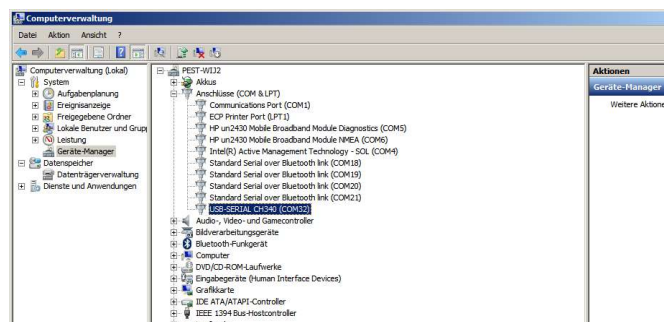 Computerverwaltung
Datei Aktion Ansicht ?
Computerverwaltung (Lokal)
System
Aufgabenplanung
Ereignisanzeige
Freigegebene Ordner
Lokale Benutzer und Grupp
Leistung
Geräte-Manager
Datenspeicher
Datenträgerverwaltung
Dienste und Anwendungen
PEST-WIJ2
Akkus
Anschlüsse (COM & LPT)
Communications Port (COM1)
ECP Printer Port (LPT1)
HP un2430 Mobile Broadband Module Diagnostics (COM5)
HP un2430 Mobile Broadband Module NMEA (COM6)
Intel(R) Active Management Technology - SOL (COM4)
Standard Serial over Bluetooth link (COM18)
Standard Serial over Bluetooth link (COM19)
Standard Serial over Bluetooth link (COM20)
Standard Serial over Bluetooth link (COM21)
USB-SERIAL CH340 (COM32)
Audio-, Video- und Gamecontroller
Bildverarbeitungsgeräte
Bluetooth-Funkgerät
Computer
DVD/CD-ROM-Laufwerke
Eingabegeräte (Human Interface Devices)
Grafikkarte
IDE ATA/ATAPI-Controller
IEEE 1394 Bus-Hostcontroller
Aktionen
Geräte-Manager
Weitere Aktione